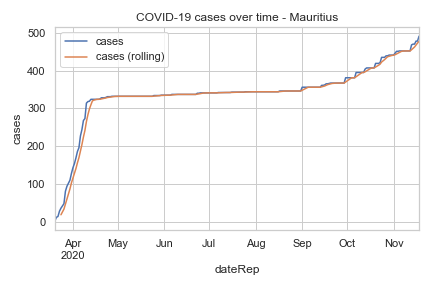 COVID-19 cases over time - Mauritius
cases
cases (rolling)
500
400
300
200
100
0
cases
Apr May Jun Jul Aug Sep Oct Nov
2020
dateRep